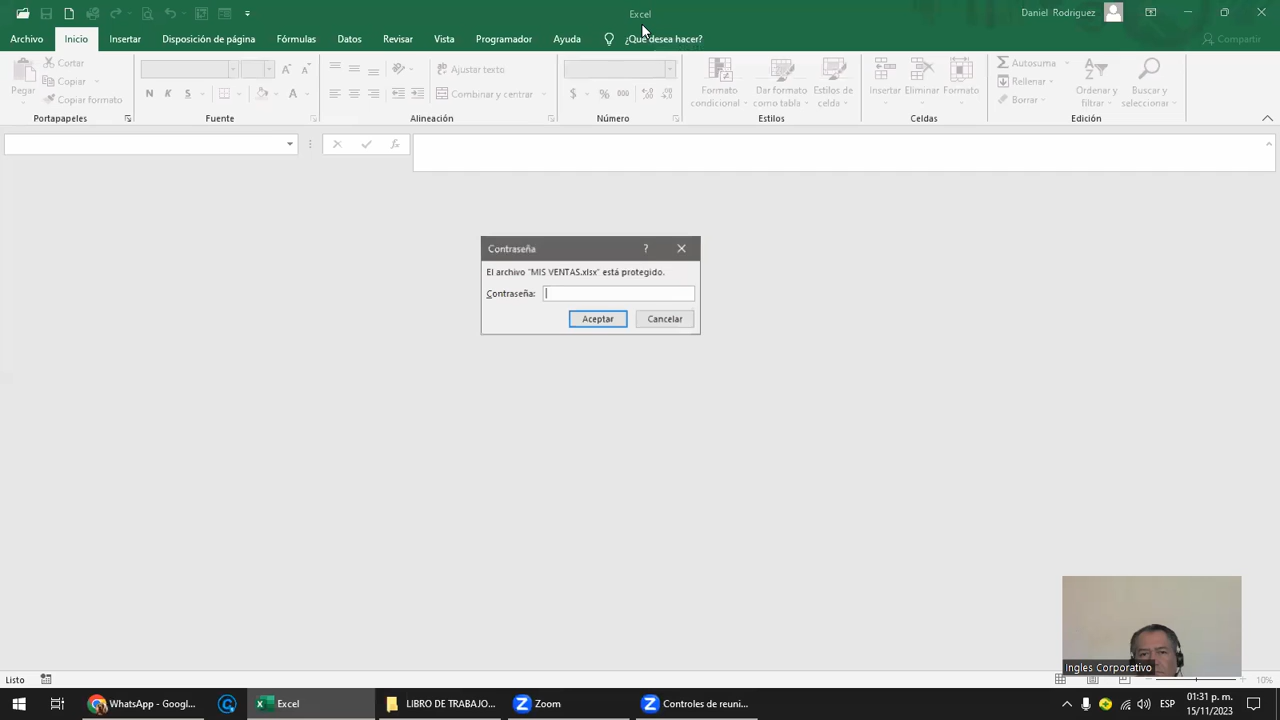 Excel
Daniel Rodriguez
Archivo Inicio Insertar Disposición de página Fórmulas Datos Revisar Vista Programador Ayuda ¿Qué desea hacer? Compartir
Pegar
Cortar
Copiar
Copiar formato
Portapapeles
N K S
Fuente
Ajustar texto
Combinar y centrar
Alineación
$ % 000
Número
Formato condicional
Dar formato como tabla
Estilos de celda
Estilos
Insertar Eliminar Formato
Celdas
Autosuma
Rellenar
Borrar
Ordenar y filtrar
Buscar y seleccionar
Edición
fx
Contraseña ?
El archivo "MIS VENTAS.xlsx" está protegido.
Contraseña:
Aceptar Cancelar
Ingles Corporativo
Listo
10%
WhatsApp - Googl...
Excel
LIBRO DE TRABAJO...
Zoom
Controles de reuni...
ESP
01:31 p. m.
15/11/2023